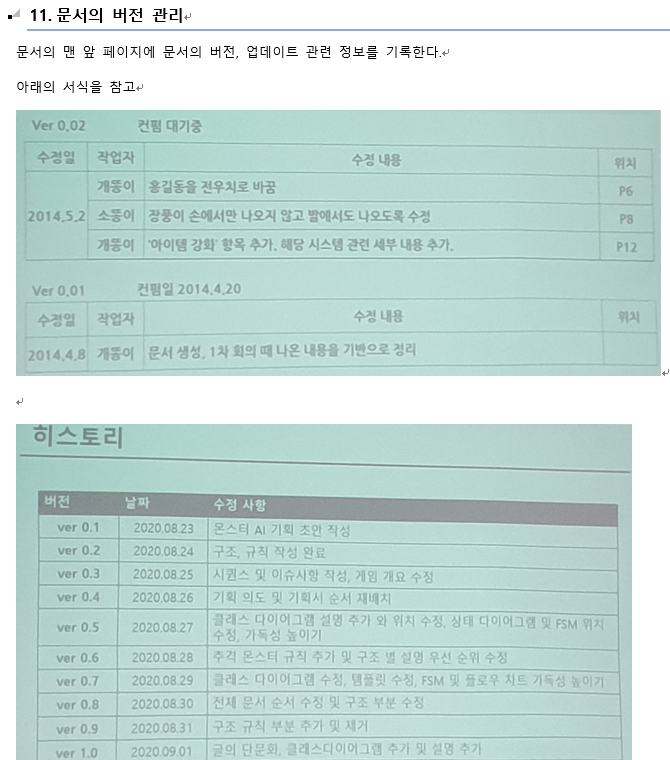 11. 문서의 버전 관리
문서의 맨 앞 페이지에 문서의 버전, 업데이트 관련 정보를 기록한다.
아래의 서식을 참고
Ver 0.02 컨펌 대기중
수정일 작업자 수정 내용 위치
개똥이 홍길동을 전우치로 바꿈 P6
2014.5.2 소똥이 장풍이 손에서만 나오지 않고 발에서도 나오도록 수정 P8
개똥이 '아이템 강화' 항목 추가. 해당 시스템 관련 세부 내용 추가. P12
Ver 0.01 컨펌일 2014.4.20
수정일 작업자 수정 내용 위치
2014.4.8 개똥이 문서 생성. 1차 회의 때 나온 내용을 기반으로 정리
히스토리
버전 날짜 수정 사항
ver 0.1 2020.08.23 몬스터 AI 기획 초안 작성
ver 0.2 2020.08.24 구조, 규칙 작성 완료
ver 0.3 2020.08.25 시퀀스 및 이슈사항 작성, 게임 개요 수정
ver 0.4 2020.08.26 기획 의도 및 기획서 순서 재배치
ver 0.5 2020.08.27 클래스 다이어그램 설명 추가 와 위치 수정, 상태 다이어그램 및 FSM 위치
수정, 가독성 높이기
ver 0.6 2020.08.28 추격 몬스터 규칙 추가 및 구조 별 설명 우선 순위 수정
ver 0.7 2020.08.29 클래스 다이어그램 수정, 템플릿 수정, FSM 및 플로우 차트 가독성 높이기
ver 0.8 2020.08.30 전체 문서 순서 수정 및 구조 부분 수정
ver 0.9 2020.08.31 구조 규칙 부분 추가 및 제거
ver 1.0 2020.09.01 글의 단문화, 클래스다이어그램 추가 및 설명 추가